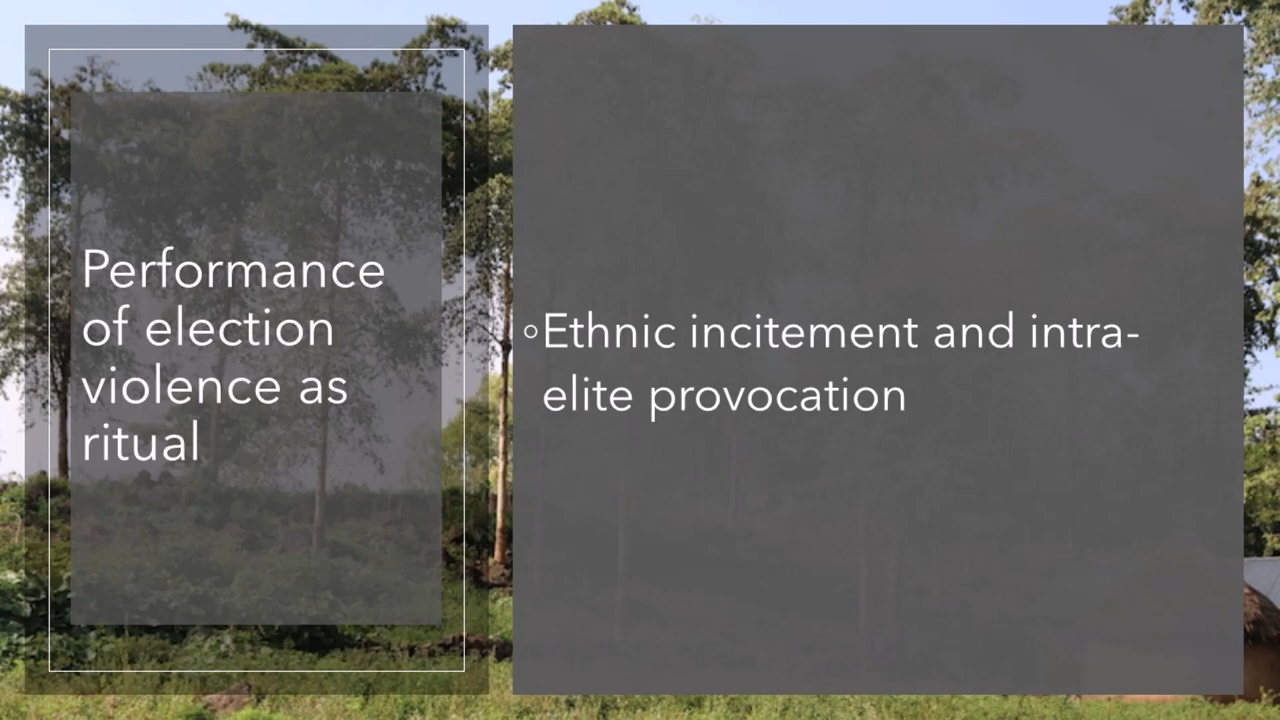 Performance
of election
violence as
ritual
◦Ethnic incitement and intra-
elite provocation